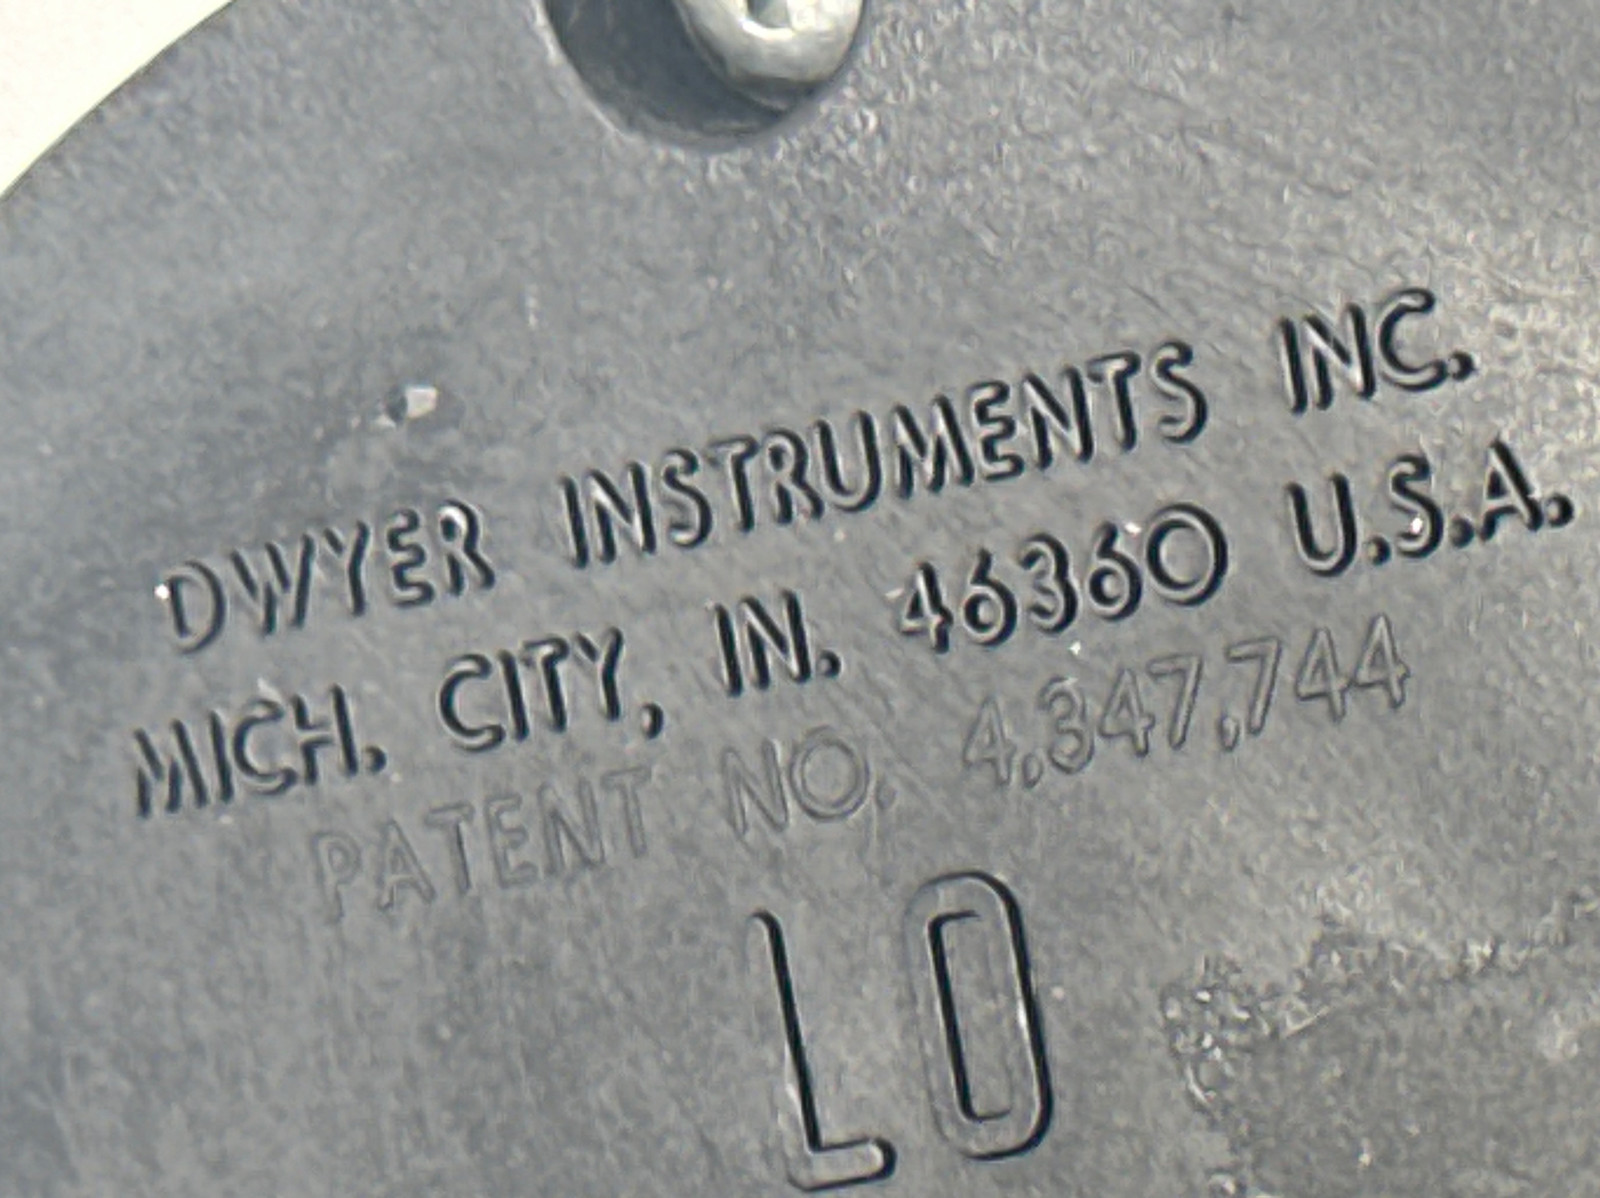 DWYER INSTRUMENTS INC.
MICH. CITY, IN. 46360 U.S.A.
PATENT NO. 4,347,744
LO